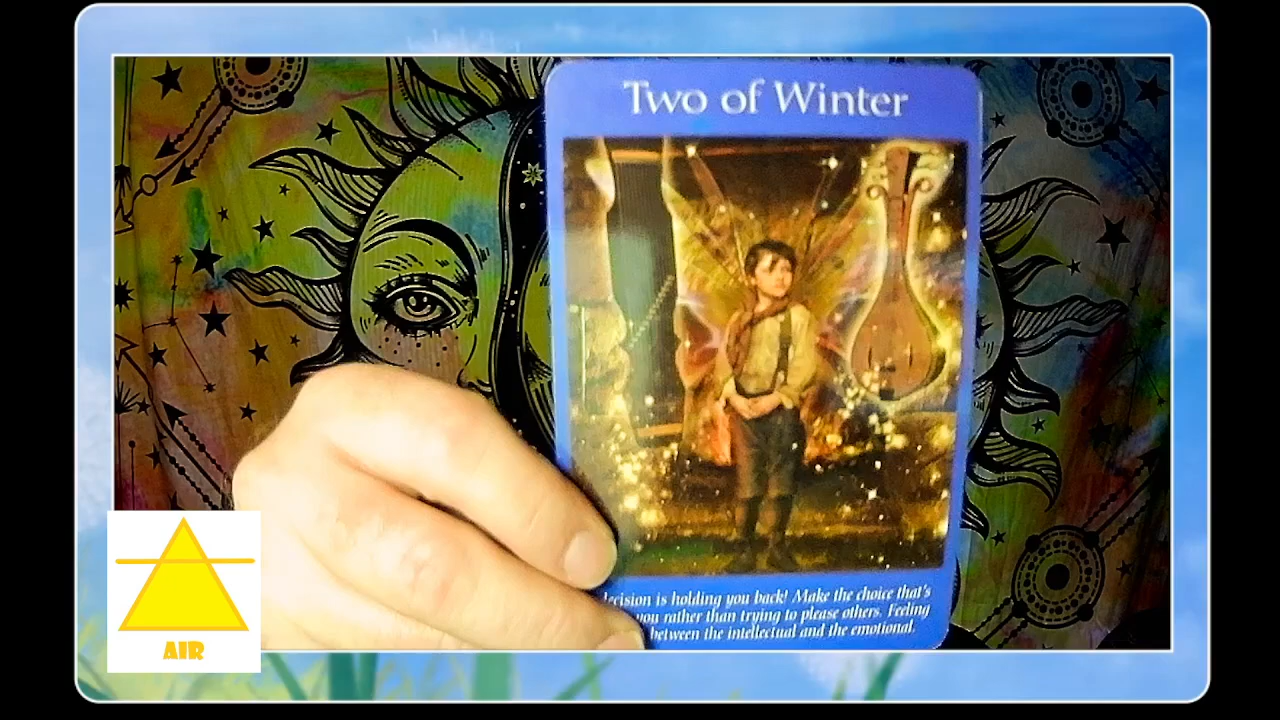 Two of Winter
is holding you back! Make the choice that's
you rather than trying to please others. Feeling
between the intellectual and the emotional.
AIR